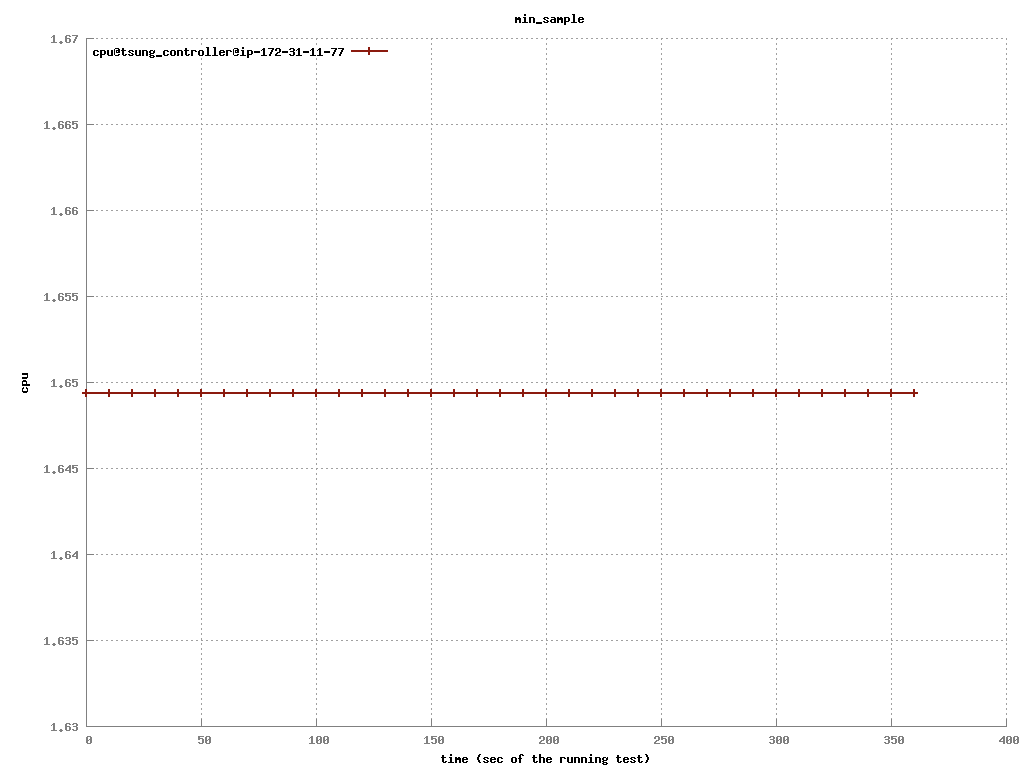 min_sample
1.67
cpu@tsung_controller@ip-172-31-11-77
1.665
1.66
1.655
1.65
cpu
1.645
1.64
1.635
1.63
0 50 100 150 200 250 300 350 400
time (sec of the running test)